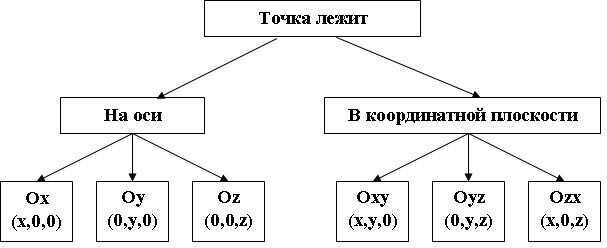 Точка лежит
На оси
В координатной плоскости
Ox
(x,0,0)
Oy
(0,y,0)
Oz
(0,0,z)
Oxy
(x,y,0)
Oyz
(0,y,z)
Ozx
(x,0,z)